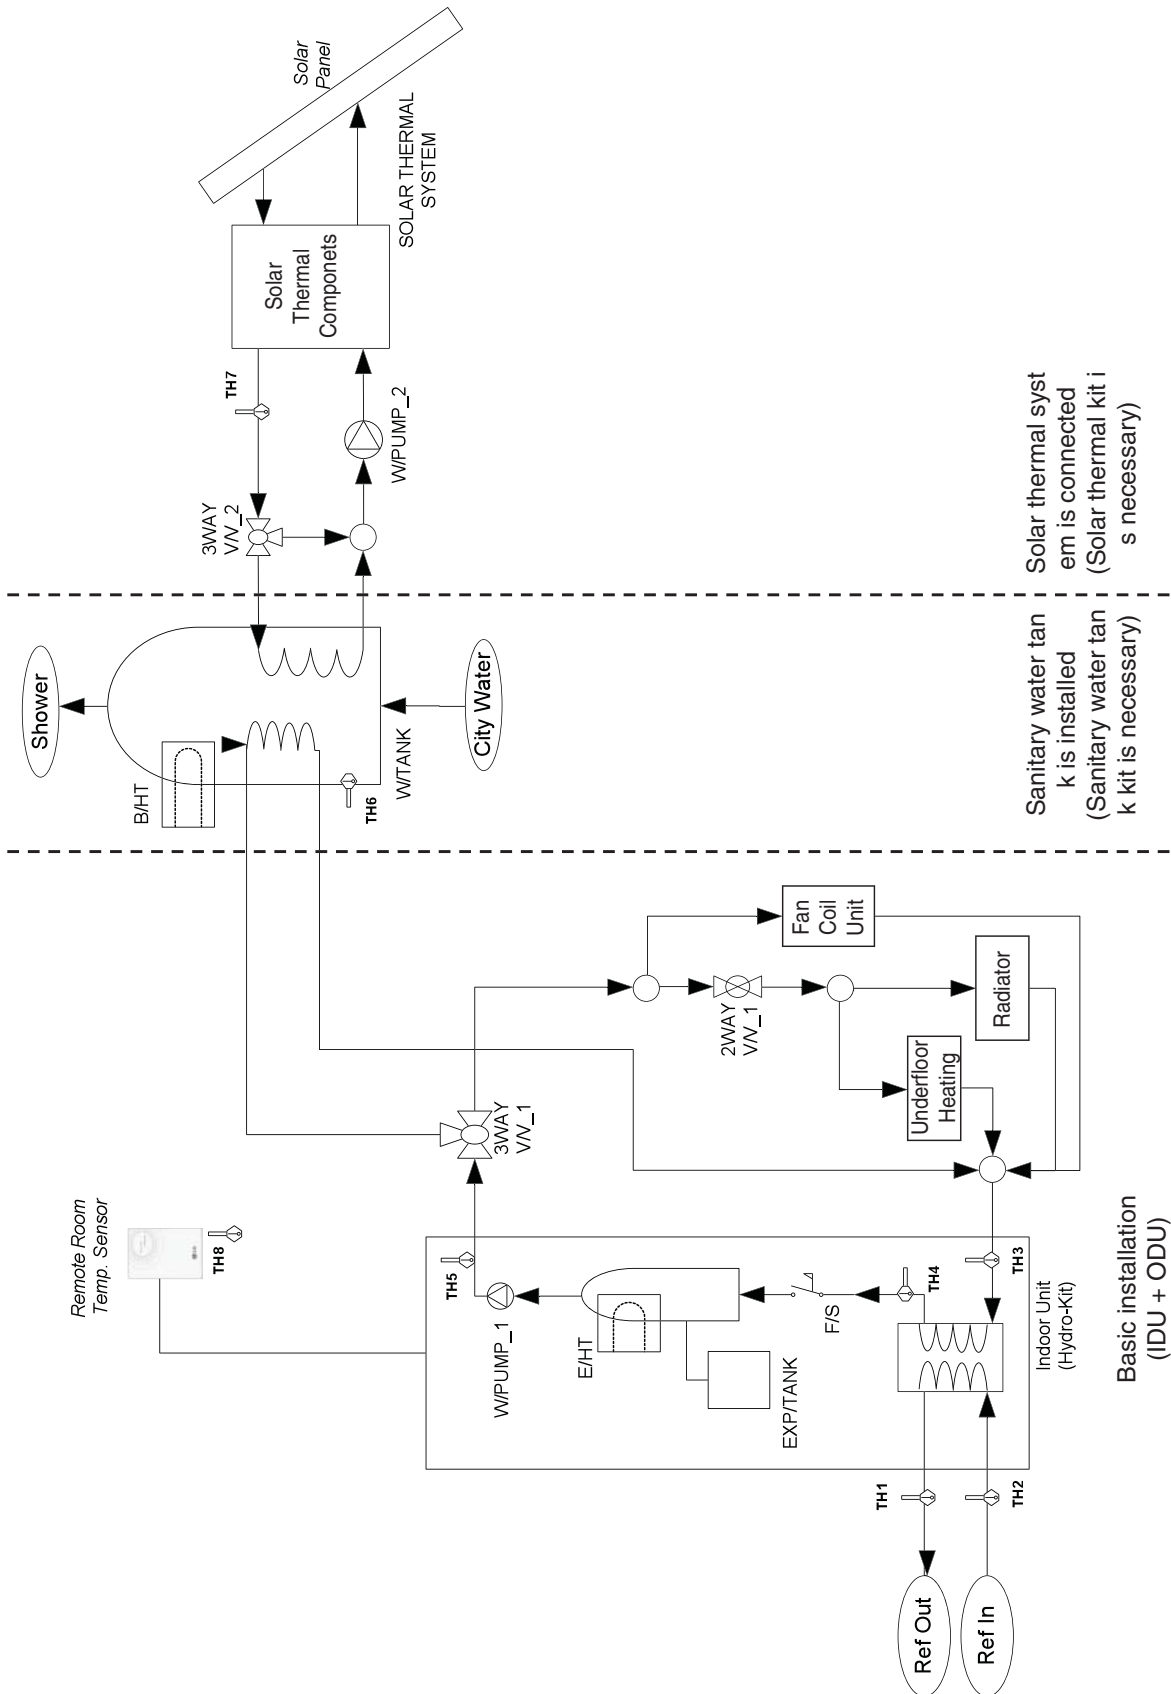 Solar
Panel
SOLAR THERMAL
SYSTEM
Solar
Thermal
Componets
TH7
W/PUMP_2
3WAY
V/V_2
Solar thermal syst
em is connected
(Solar thermal kit i
s necessary)
Shower
City Water
W/TANK
B/HT
TH6
Sanitary water tan
k is installed
(Sanitary water tan
k kit is necessary)
Fan
Coil
Unit
Radiator
2WAY
V/V_1
Underfloor
Heating
3WAY
V/V_1
Remote Room
Temp. Sensor
TH8
TH5
W/PUMP_1
E/HT
EXP/TANK
F/S
TH4
TH3
Indoor Unit
(Hydro-Kit)
TH1
TH2
Ref Out
Ref In
Basic installation
(IDU + ODU)